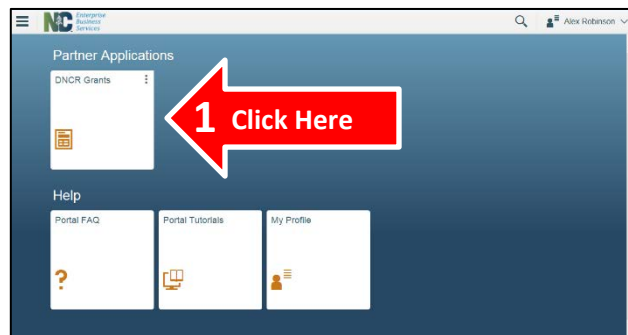 NC Enterprise
Business
Services
Alex Robinson
Partner Applications
DNCR Grants
1 Click Here
Help
Portal FAQ
Portal Tutorials
My Profile
?